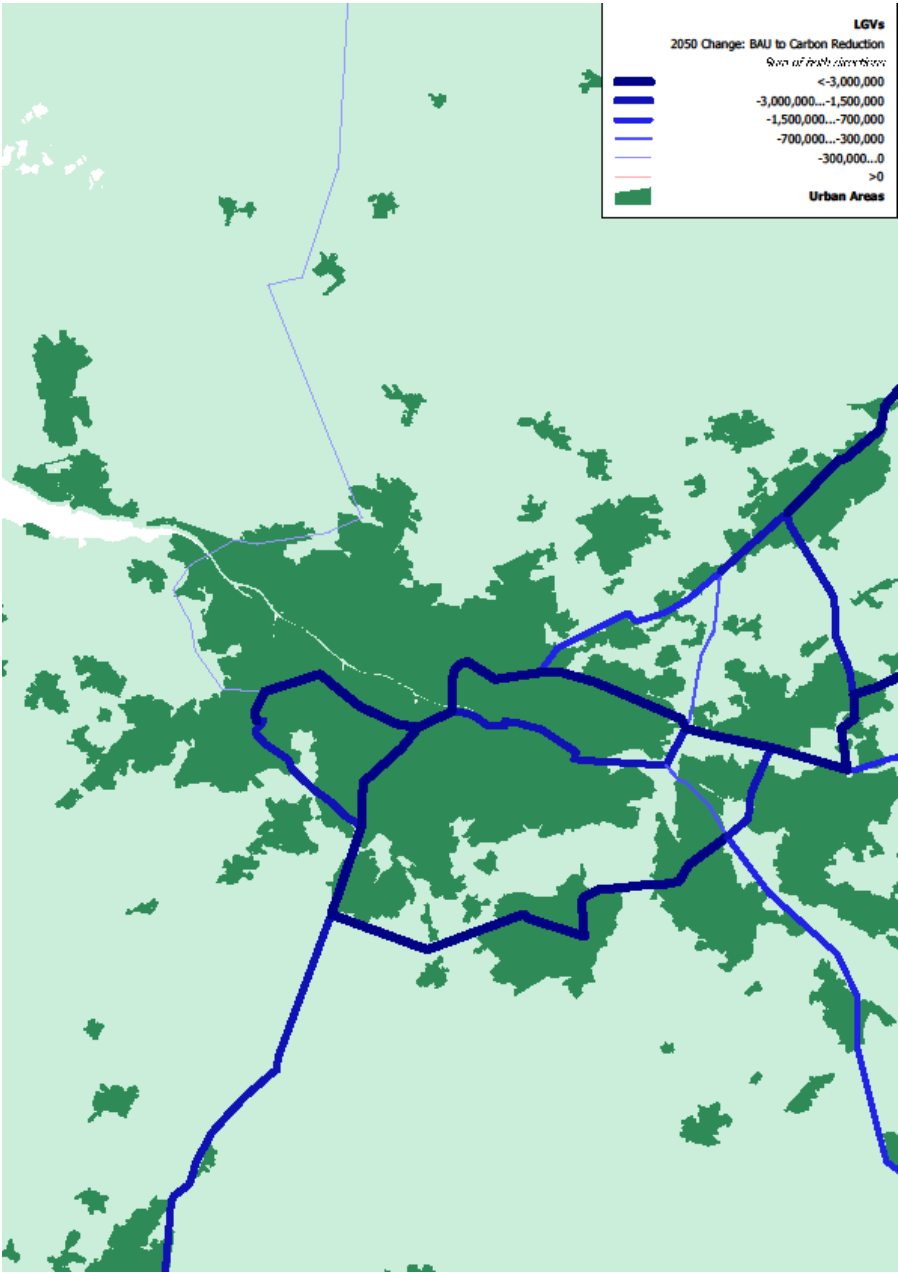 LGVs
2050 Change: BAU to Carbon Reduction
Sum of both directions
<-3,000,000
-3,000,000...-1,500,000
-1,500,000...-700,000
-700,000...-300,000
-300,000...0
>0
Urban Areas